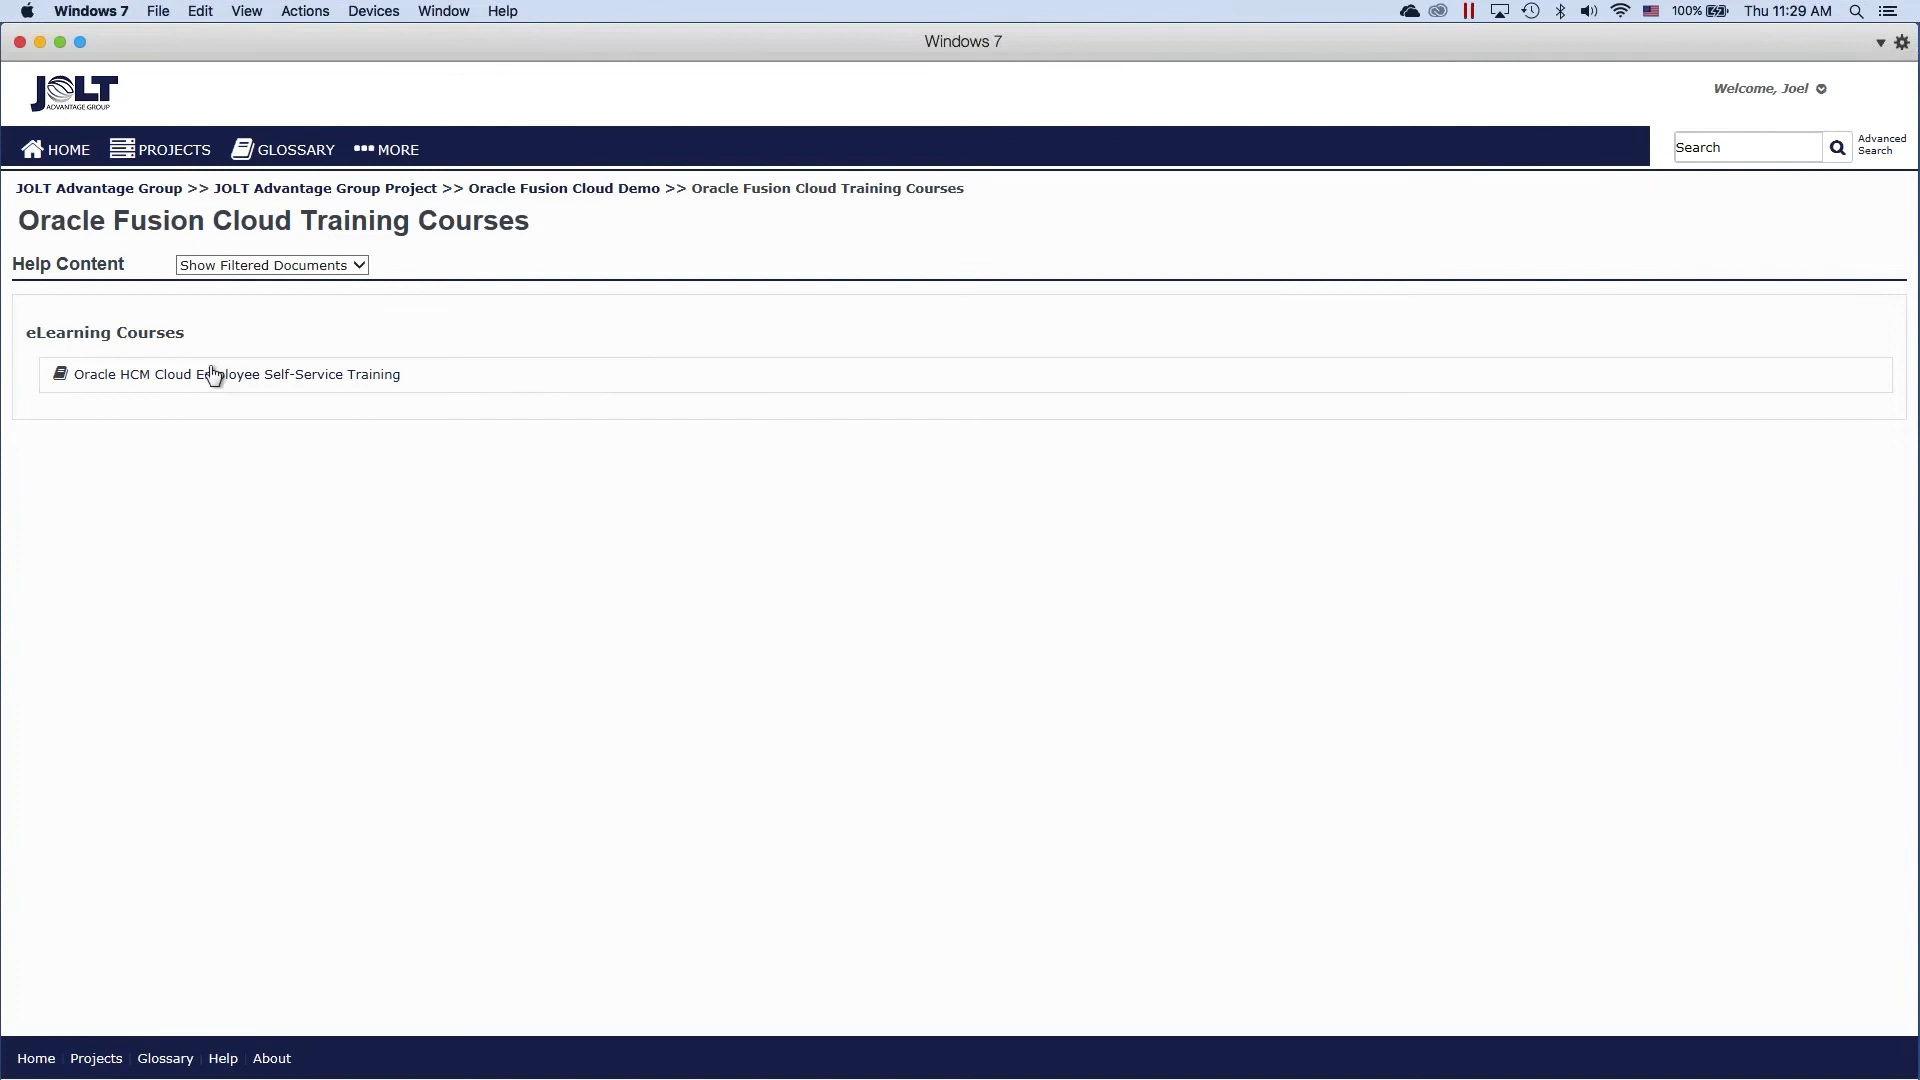 Windows 7 File Edit View Actions Devices Window Help 100% Thu 11:29 AM
Windows 7
JOLT
ADVANTAGE GROUP
Welcome, Joel
HOME PROJECTS GLOSSARY MORE
Search
Advanced
Search
JOLT Advantage Group >> JOLT Advantage Group Project >> Oracle Fusion Cloud Demo >> Oracle Fusion Cloud Training Courses
Oracle Fusion Cloud Training Courses
Help Content Show Filtered Documents
eLearning Courses
Oracle HCM Cloud Employee Self-Service Training
Home Projects Glossary Help About